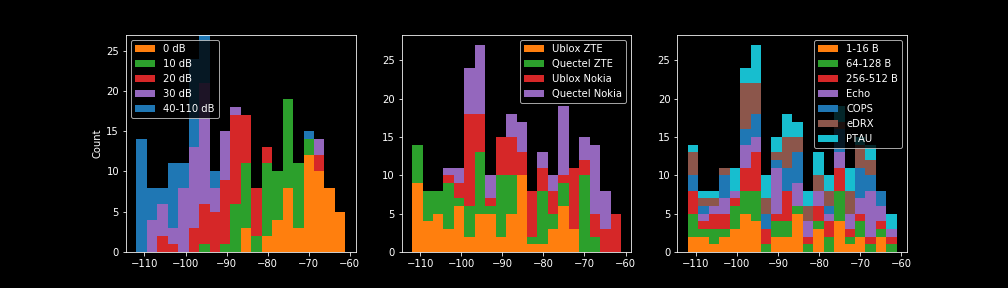 Count
25
20
15
10
5
0
−110 −100 −90 −80 −70 −60
0 dB
10 dB
20 dB
30 dB
40-110 dB
25
20
15
10
5
0
−110 −100 −90 −80 −70 −60
Ublox ZTE
Quectel ZTE
Ublox Nokia
Quectel Nokia
25
20
15
10
5
0
−110 −100 −90 −80 −70 −60
1-16 B
64-128 B
256-512 B
Echo
COPS
eDRX
PTAU